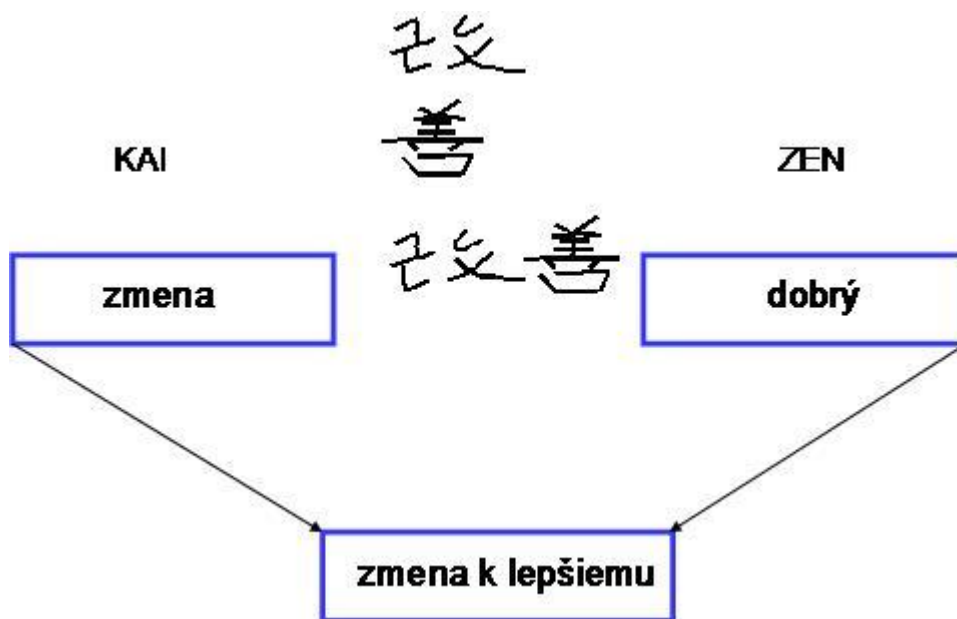 改
善
KAI
ZEN
改善
zmena
dobrý
zmena k lepšiemu